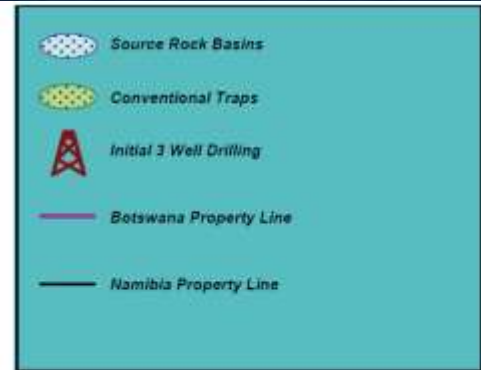 Source Rock Basins
Conventional Traps
Initial 3 Well Drilling
Botswana Property Line
Namibia Property Line